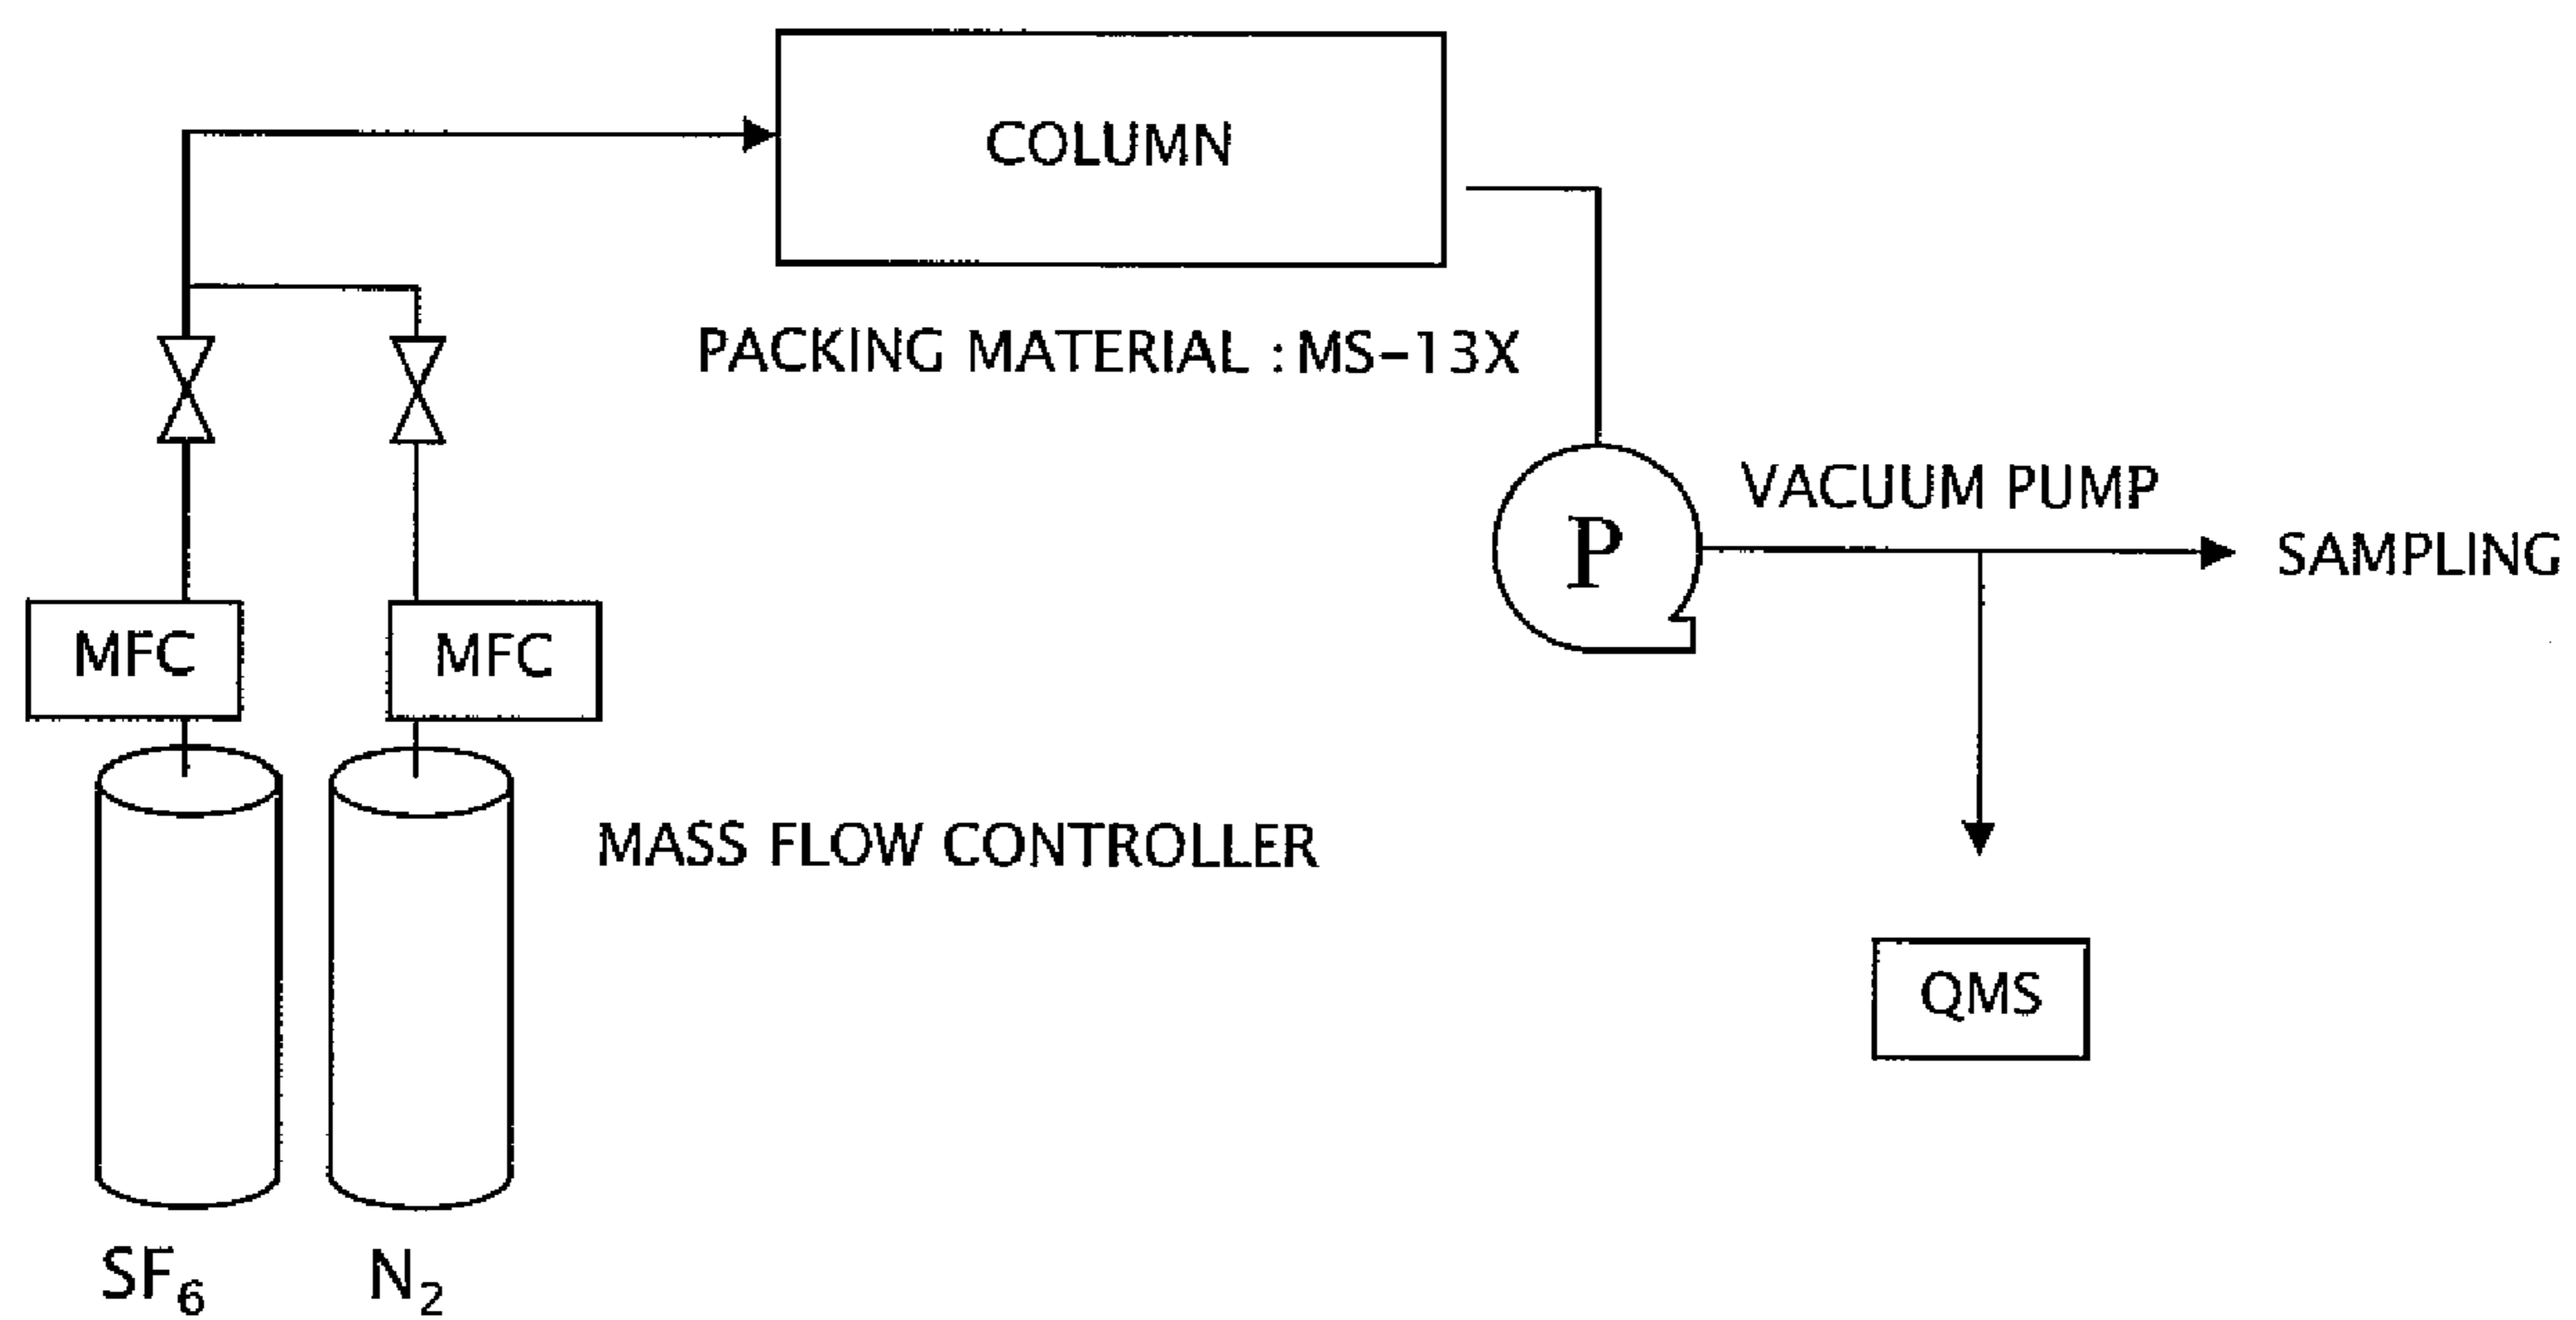 COLUMN
PACKING MATERIAL : MS-13X
VACUUM PUMP
P
SAMPLING
MFC
MFC
MASS FLOW CONTROLLER
QMS
SF₆
N₂